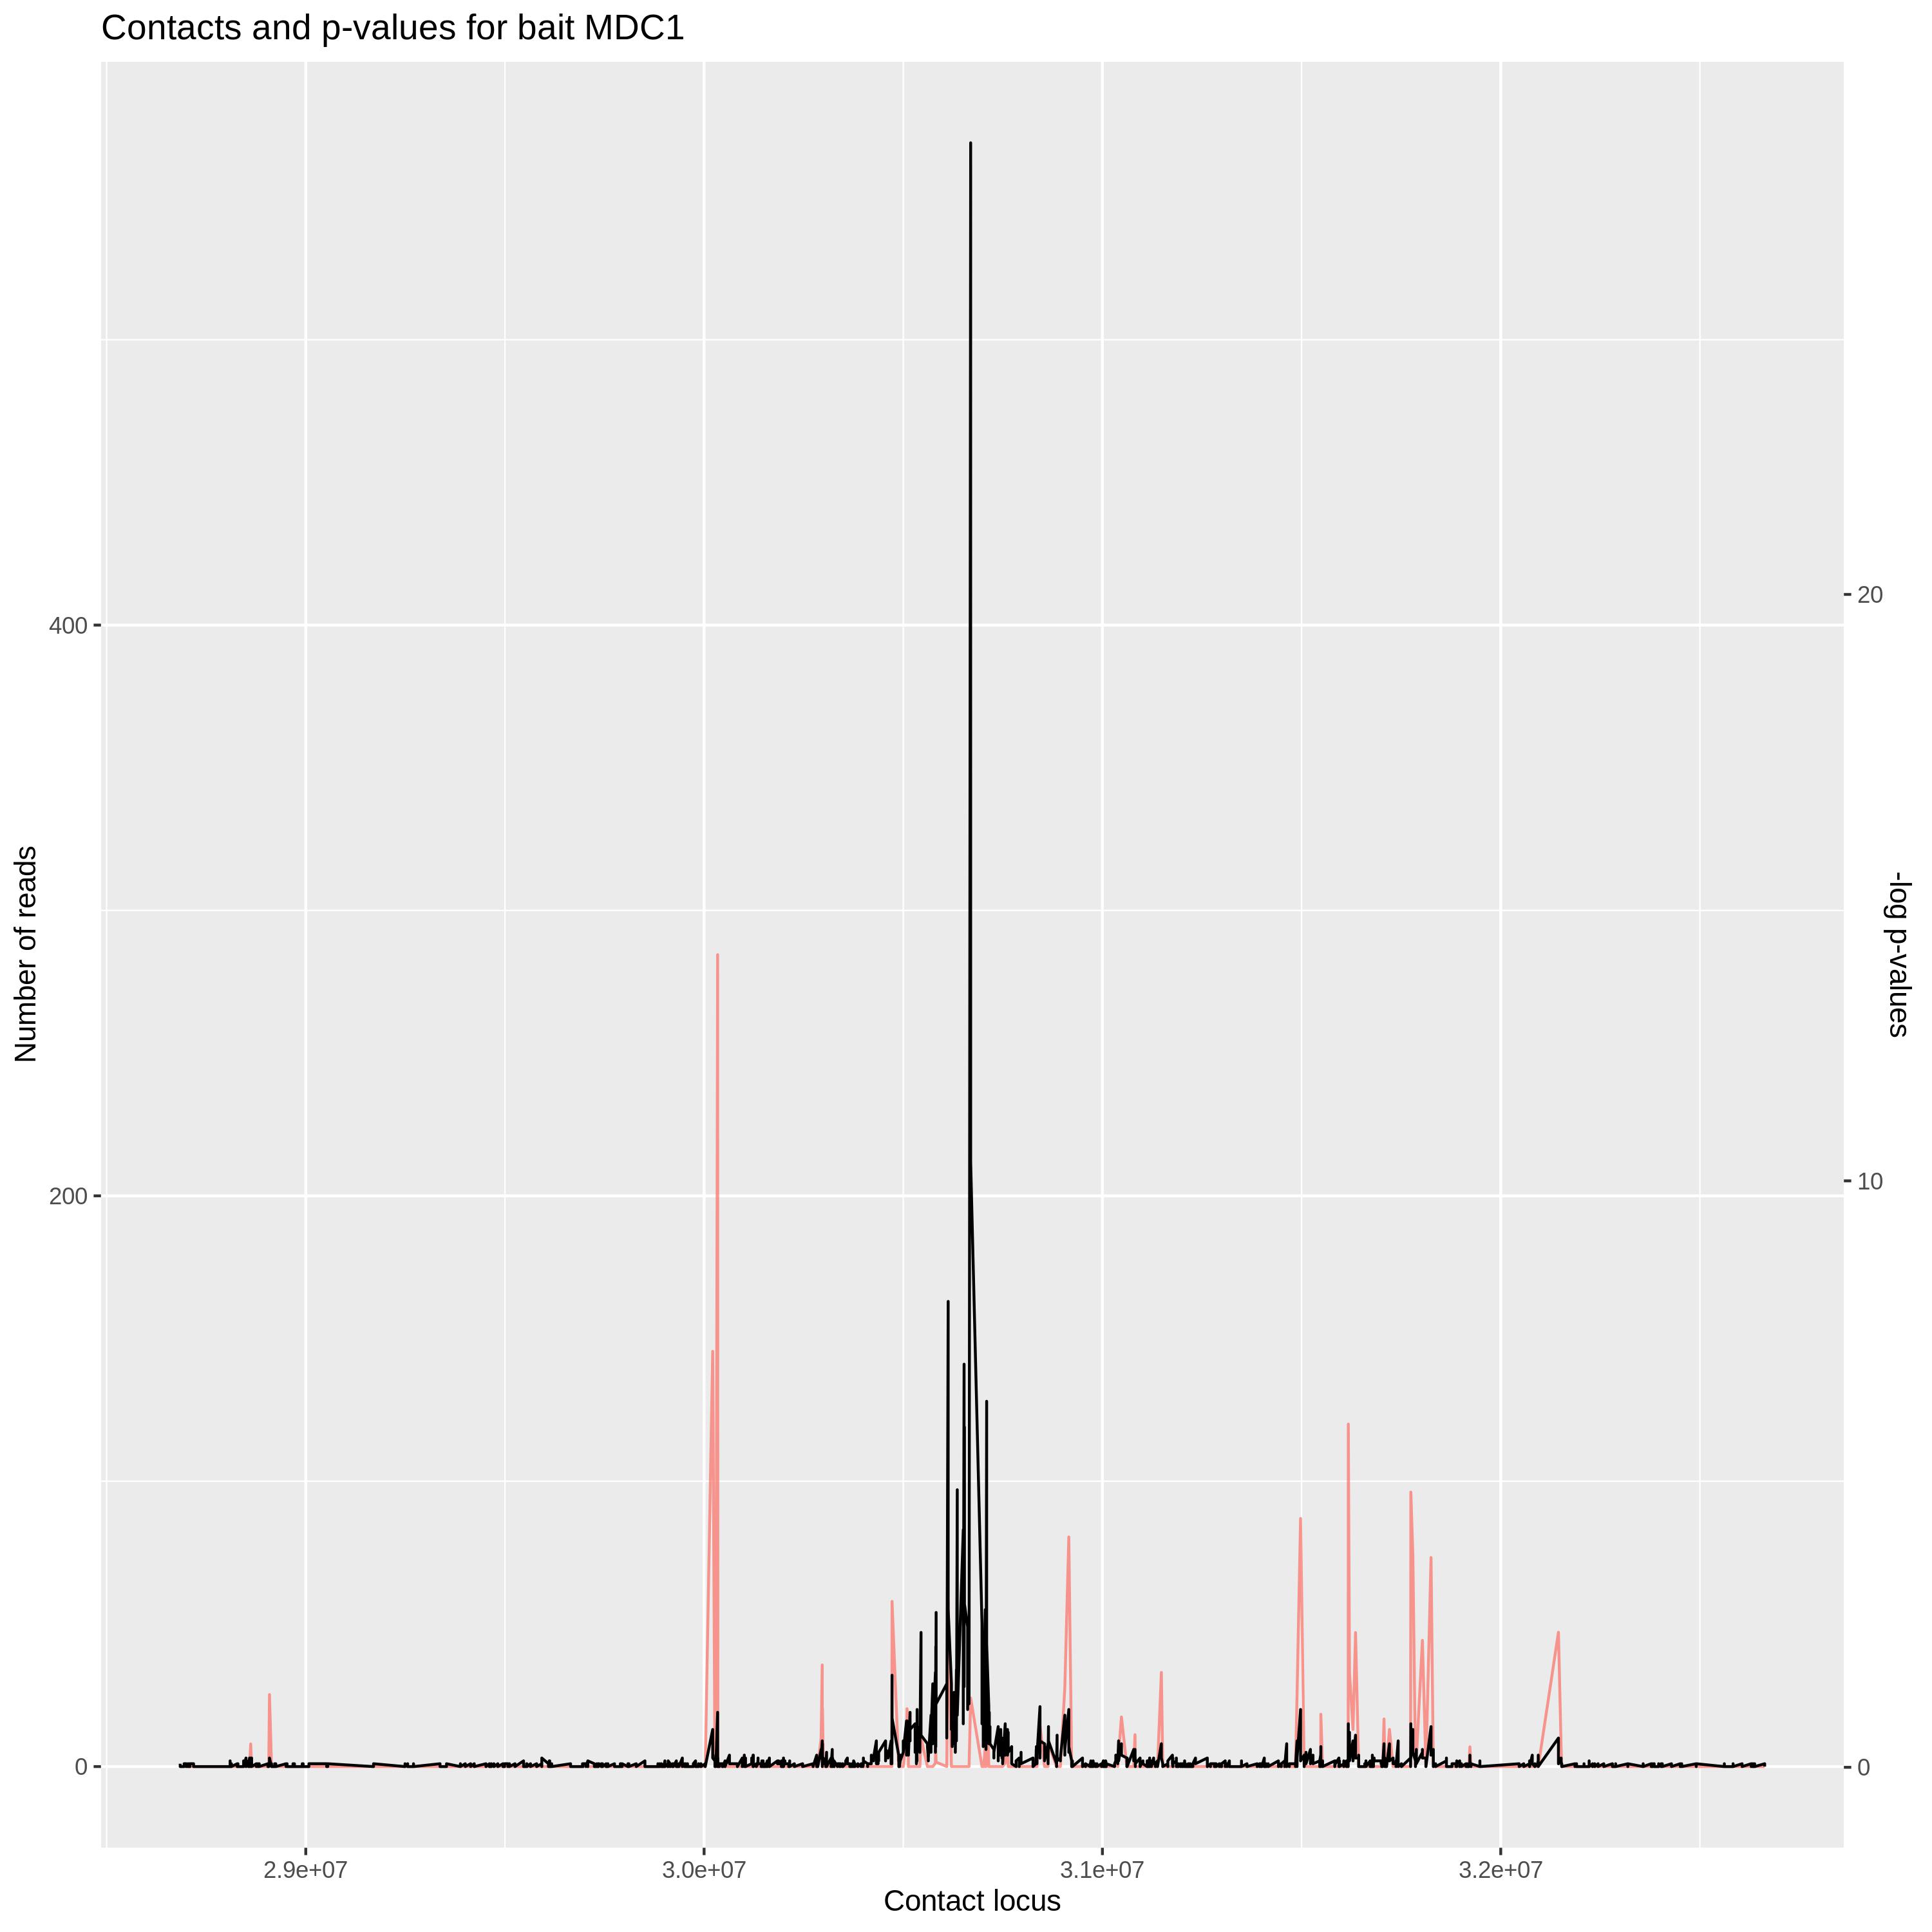 Contacts and p-values for bait MDC1
400
200
0
20
10
0
Number of reads
-log p-values
2.9e+07
3.0e+07
3.1e+07
3.2e+07
Contact locus